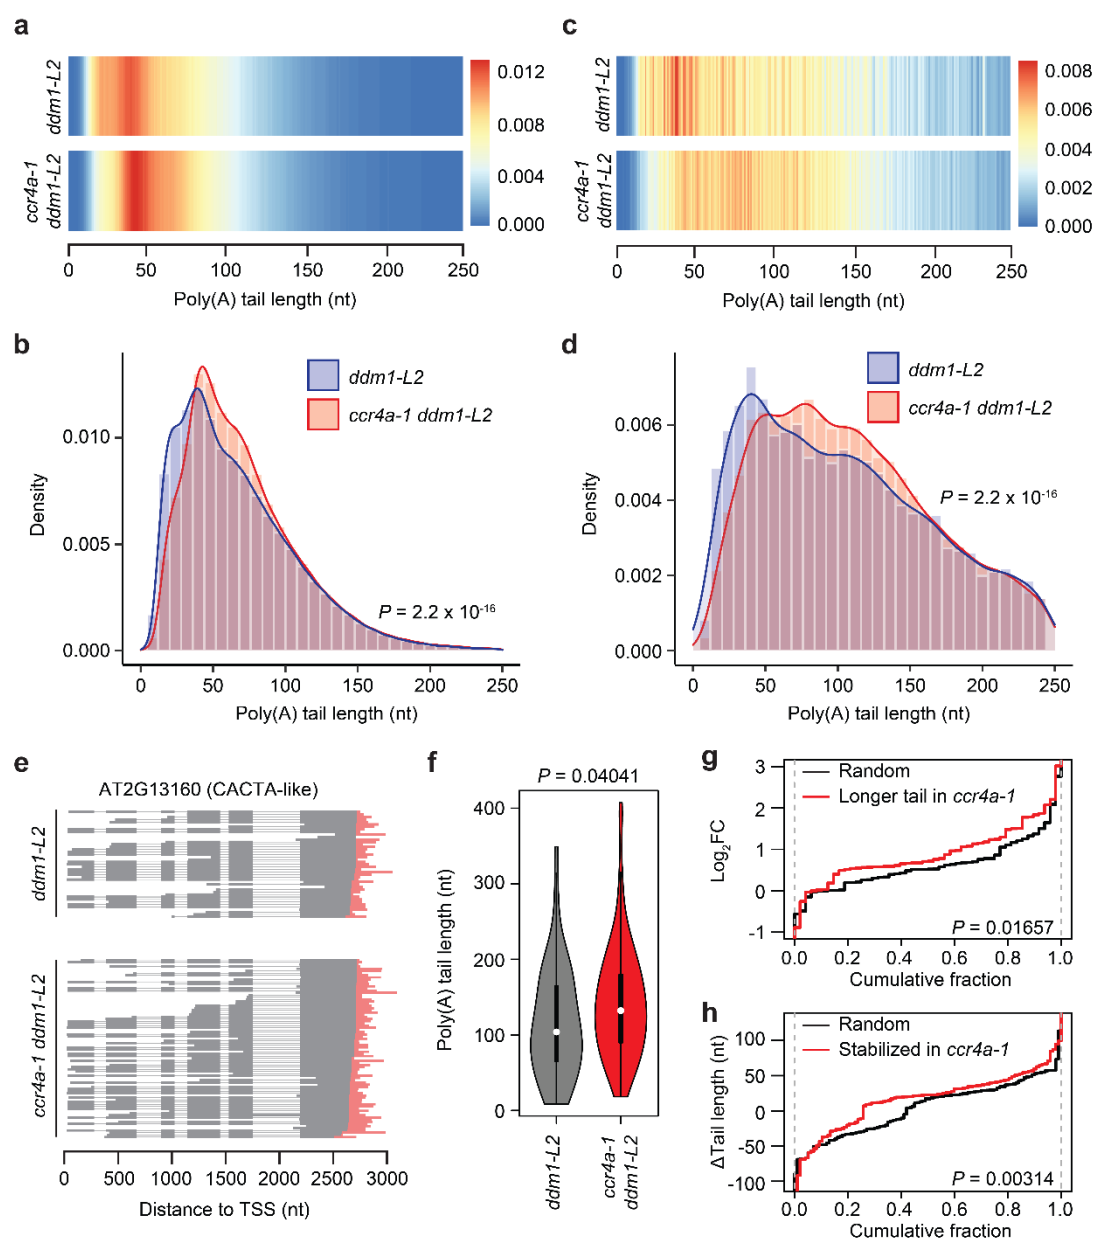 a
ddm1-L2
ccr4a-1
ddm1-L2
0.012
0.008
0.004
0.000
0 50 100 150 200 250
Poly(A) tail length (nt)
c
ddm1-L2
ccr4a-1
ddm1-L2
0.008
0.006
0.004
0.002
0.000
0 50 100 150 200 250
Poly(A) tail length (nt)
b
ddm1-L2
ccr4a-1 ddm1-L2
Density
0.010
0.005
0.000
P = 2.2 x 10-16
0 50 100 150 200 250
Poly(A) tail length (nt)
d
ddm1-L2
ccr4a-1 ddm1-L2
Density
0.006
0.004
0.002
0.000
P = 2.2 x 10-16
0 50 100 150 200 250
Poly(A) tail length (nt)
e
AT2G13160 (CACTA-like)
ddm1-L2
ccr4a-1 ddm1-L2
0 500 1000 1500 2000 2500 3000
Distance to TSS (nt)
f
P = 0.04041
Poly(A) tail length (nt)
400
300
200
100
0
ddm1-L2
ccr4a-1
ddm1-L2
g
Random
Longer tail in ccr4a-1
Log2FC
3
2
1
0
-1
P = 0.01657
0.0 0.2 0.4 0.6 0.8 1.0
Cumulative fraction
h
Random
Stabilized in ccr4a-1
ΔTail length (nt)
100
50
0
-50
-100
P = 0.00314
0.0 0.2 0.4 0.6 0.8 1.0
Cumulative fraction